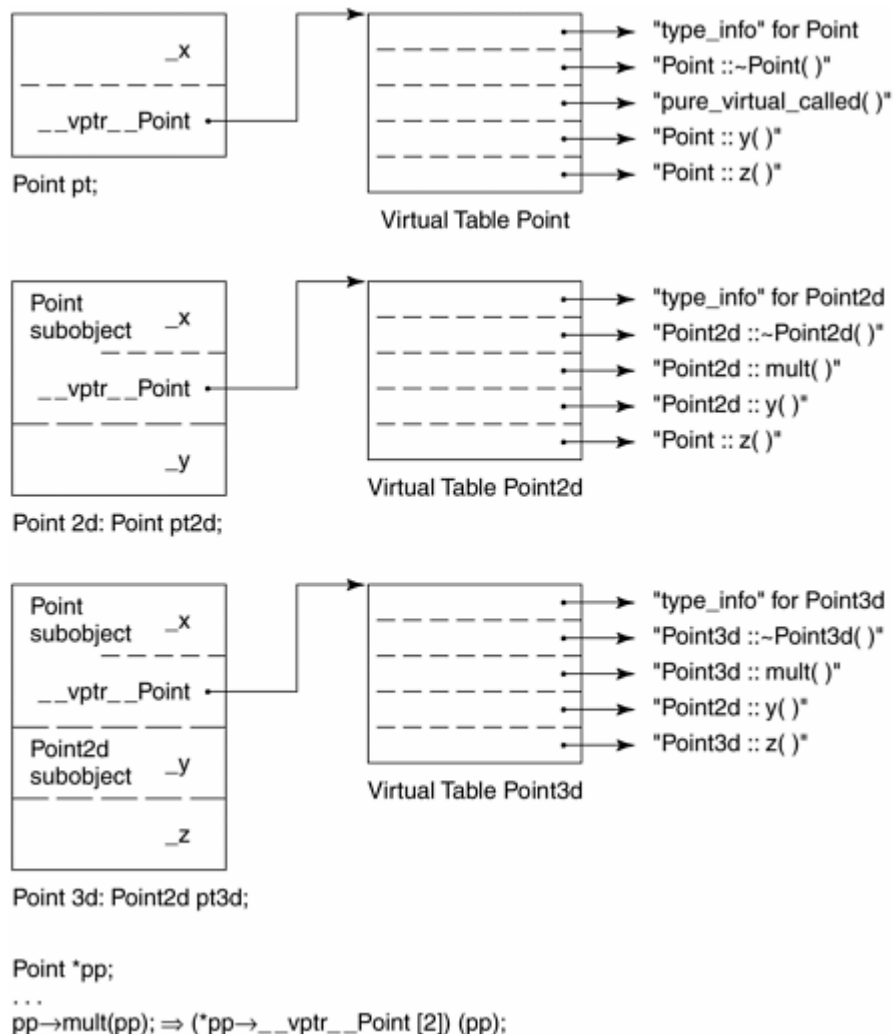 _x
__vptr__Point
Point pt;
"type_info" for Point
"Point ::~Point( )"
"pure_virtual_called( )"
"Point :: y( )"
"Point :: z( )"
Virtual Table Point
Point
subobject
_x
__vptr__Point
_y
Point 2d: Point pt2d;
"type_info" for Point2d
"Point2d ::~Point2d( )"
"Point2d :: mult( )"
"Point2d :: y( )"
"Point :: z( )"
Virtual Table Point2d
Point
subobject
_x
__vptr__Point
Point2d
subobject
_y
_z
Point 3d: Point2d pt3d;
"type_info" for Point3d
"Point3d ::~Point3d( )"
"Point3d :: mult( )"
"Point2d :: y( )"
"Point3d :: z( )"
Virtual Table Point3d
Point *pp;
. . .
pp→mult(pp); ⇒ (*pp→__vptr__Point [2]) (pp);